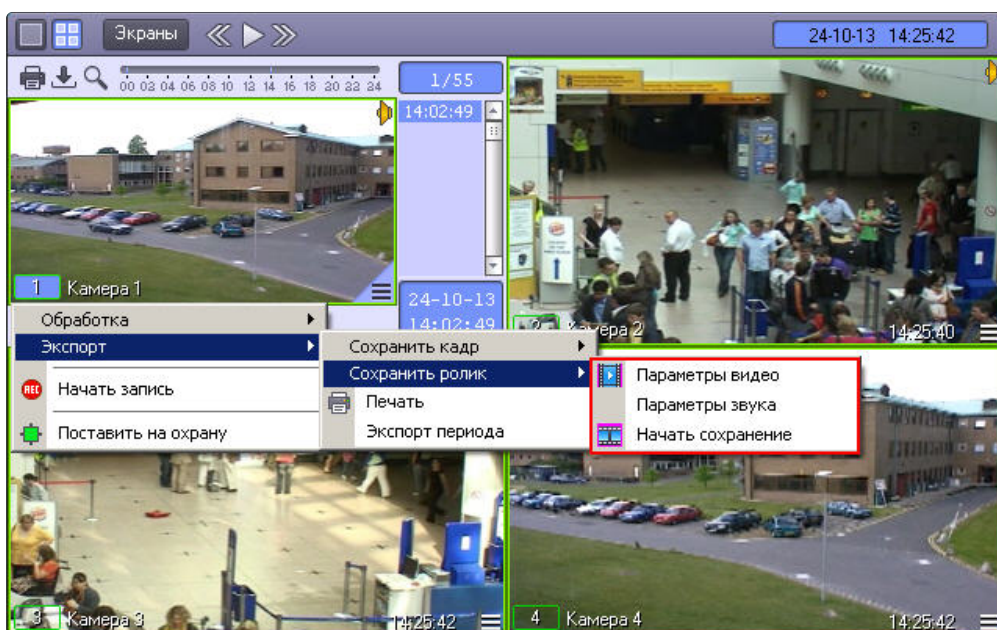 Экраны
24-10-13 14:25:42
00 02 04 06 08 10 12 14 16 18 20 22 24
1/55
14:02:49
1 Камера 1
24-10-13
14:02:49
2 Камера 2
14:25:40
Обработка
Экспорт
Начать запись
Поставить на охрану
Сохранить кадр
Сохранить ролик
Печать
Экспорт периода
Параметры видео
Параметры звука
Начать сохранение
REC
3 Камера 3
14:25:42
4 Камера 4
14:25:42